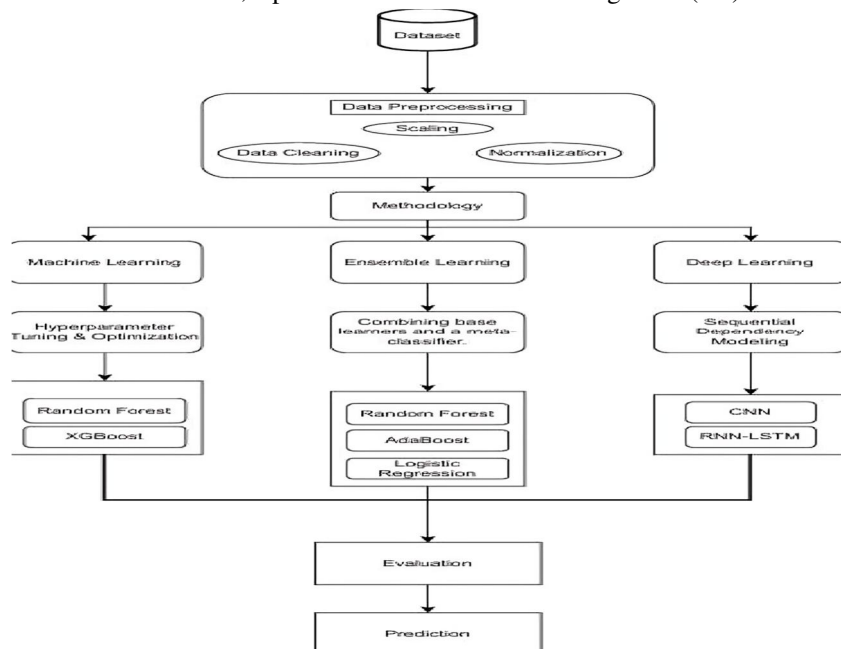 Dataset
Data Preprocessing
Scaling
Data Cleaning
Normalization
Methodology
Machine Learning
Ensemble Learning
Deep Learning
Hyperparameter
Tuning & Optimization
Combining base
learners and a meta-
classifier.
Sequential
Dependency
Modeling
Random Forest
XGBoost
Random Forest
AdaBoost
Logistic
Regression
CNN
RNN-LSTM
Evaluation
Prediction